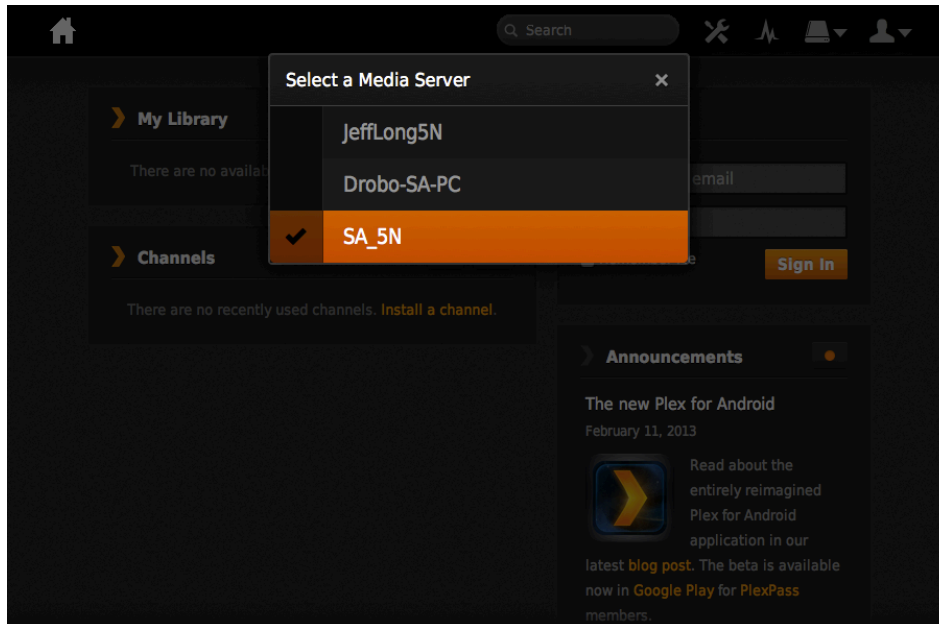 Search
Select a Media Server
JeffLong5N
Drobo-SA-PC
SA_5N
My Library
There are no availab
Channels
There are no recently used channels. Install a channel.
email
Sign In
Announcements
The new Plex for Android
February 11, 2013
Read about the
entirely reimagined
Plex for Android
application in our
latest blog post. The beta is available
now in Google Play for PlexPass
members.